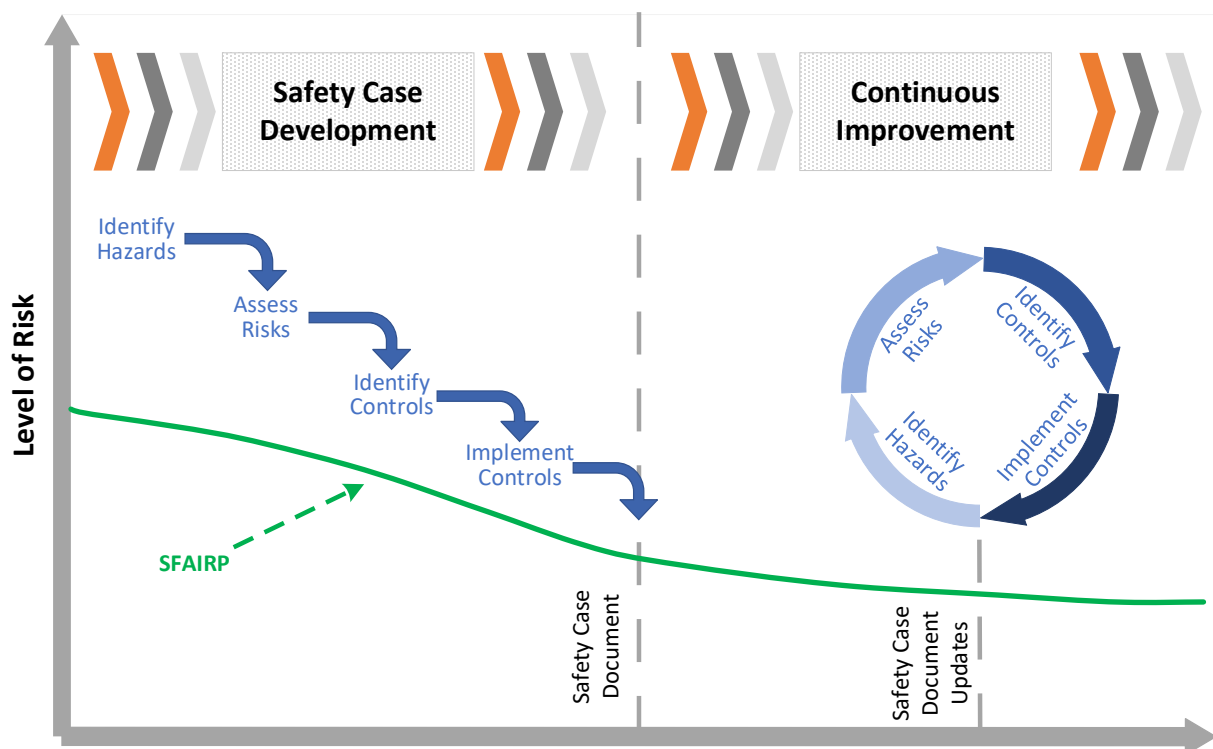 Safety Case
Development
Continuous
Improvement
Identify
Hazards
Assess
Risks
Identify
Controls
Implement
Controls
Level of Risk
SFAIRP
Safety Case
Document
Assess
Risks
Identify
Controls
Identify
Hazards
Implement
Controls
Safety Case
Document
Updates